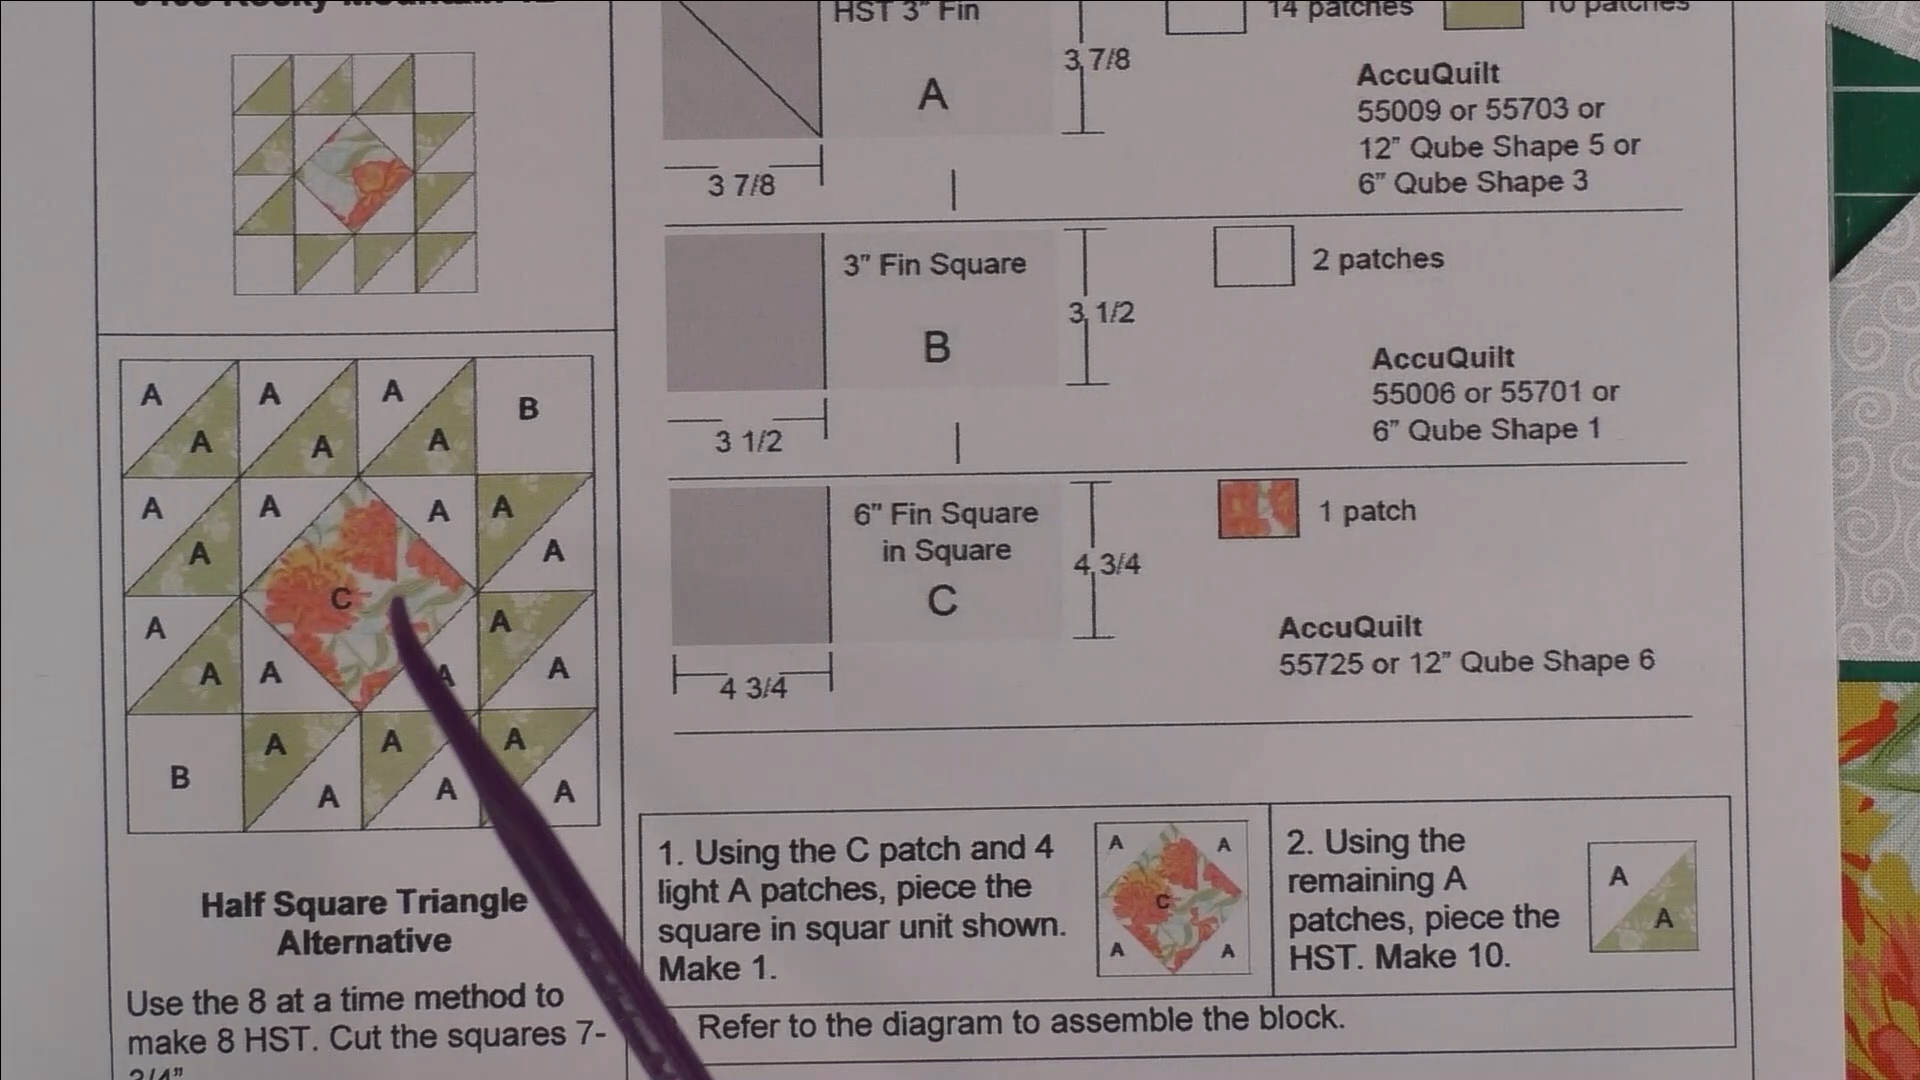 HST 3" Fin
A
3 7/8
3 7/8
14 patches
10 patches
AccuQuilt
55009 or 55703 or
12" Qube Shape 5 or
6" Qube Shape 3
3" Fin Square
B
3 1/2
3 1/2
2 patches
AccuQuilt
55006 or 55701 or
6" Qube Shape 1
6" Fin Square
in Square
C
4 3/4
4 3/4
1 patch
AccuQuilt
55725 or 12" Qube Shape 6
A A A B
A A A
A A A A
A A A
A C A
A A A A
B A A A
A A A
Half Square Triangle
Alternative
Use the 8 at a time method to
make 8 HST. Cut the squares 7-
3/4"
1. Using the C patch and 4
light A patches, piece the
square in squar unit shown.
Make 1.
A A
C
A A
2. Using the
remaining A
patches, piece the
HST. Make 10.
A
A
Refer to the diagram to assemble the block.